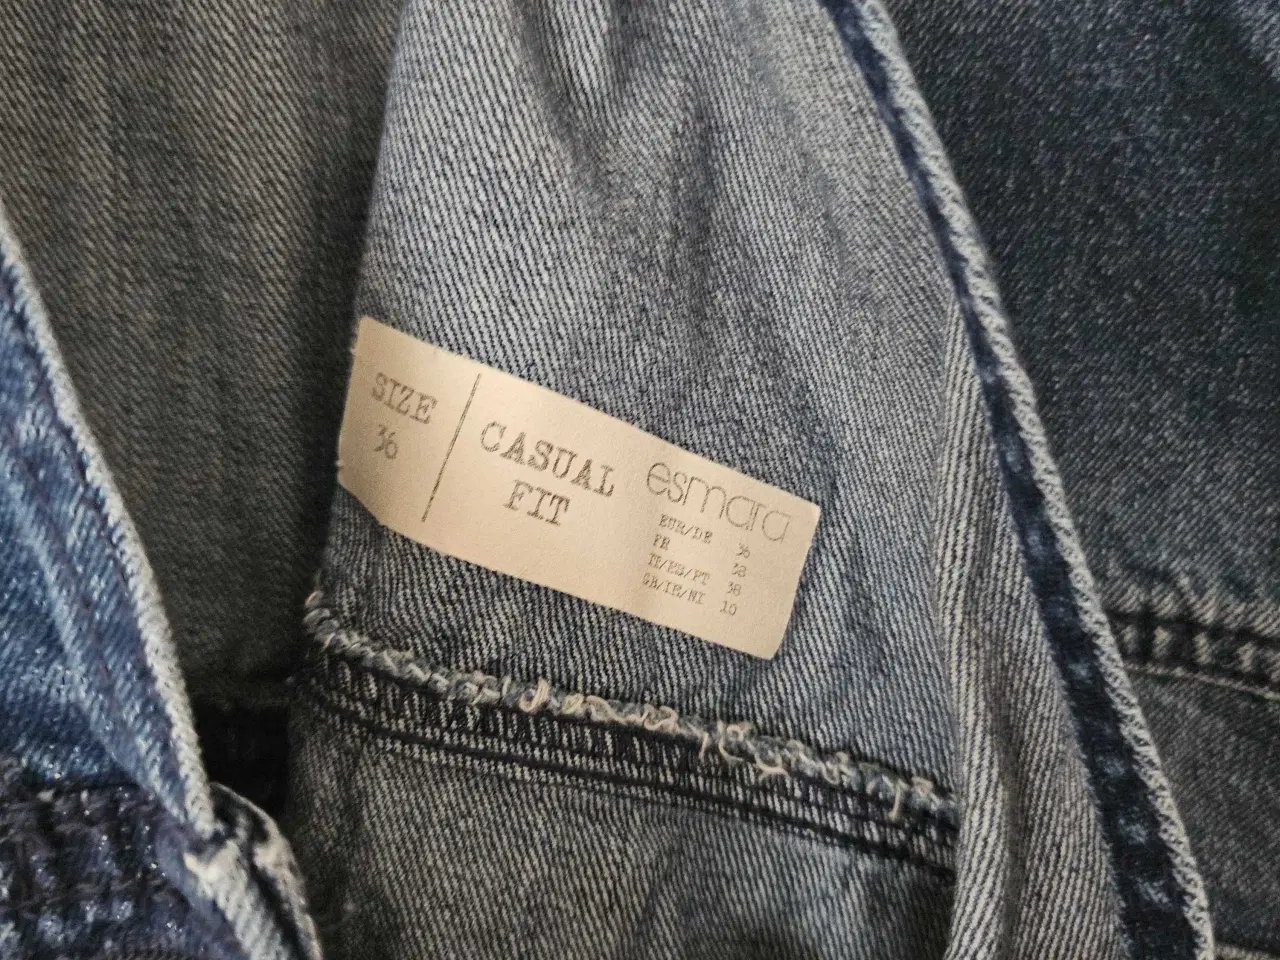 SIZE
36
CASUAL
FIT
esmara
EUR/DE 36
FR 38
IT/ES/PT 38
GB/IE/NI 10